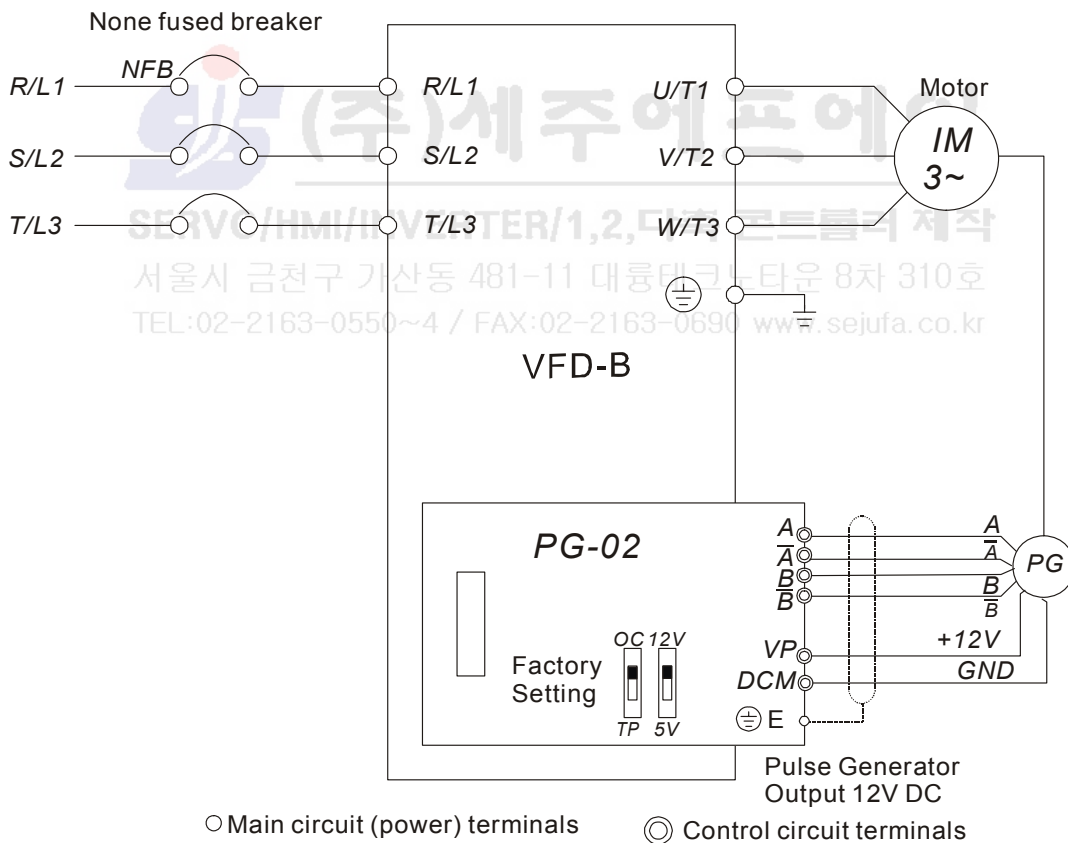 None fused breaker
R/L1 NFB R/L1 U/T1 Motor
(주)세주에프에이
S/L2 S/L2 V/T2 IM 3~
T/L3 T/L3 W/T3
SERVO/HMI/INVERTER/1,2,다축 콘트롤러 제작
서울시 금천구 가산동 481-11 대륭테크노타운 8차 310호
TEL:02-2163-0550~4 / FAX:02-2163-0690 www.sejufa.co.kr
VFD-B
PG-02
A A
A̅ A̅
B B
B̅ B̅
PG
OC 12V
VP +12V
Factory
Setting
DCM GND
TP 5V
E
Pulse Generator
Output 12V DC
Main circuit (power) terminals
Control circuit terminals